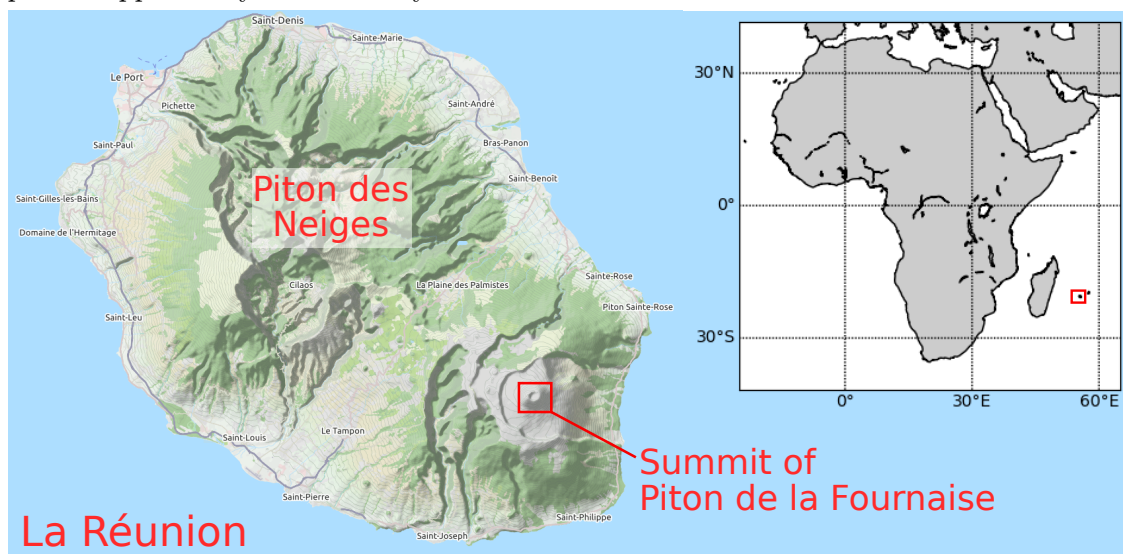 Saint-Denis
Sainte-Marie
Le Port
Pichette
Saint-André
Saint-Paul
Bras-Panon
Saint-Benoît
Piton des
Neiges
Saint-Gilles-les-Bains
Domaine de l'Hermitage
Cilaos
La Plaine des Palmistes
Sainte-Rose
Piton Sainte-Rose
Saint-Leu
Saint-Louis
Le Tampon
Saint-Pierre
Saint-Joseph
Saint-Philippe
Summit of
Piton de la Fournaise
La Réunion
30°N
0°
30°S
0°
30°E
60°E